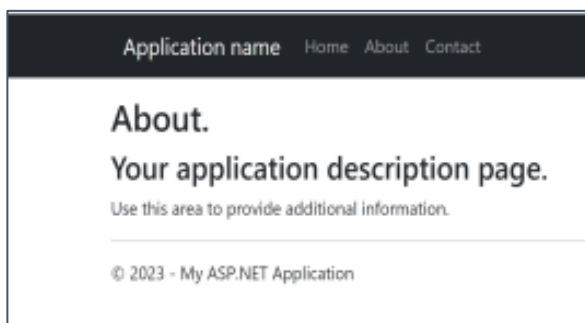 Application name Home About Contact
About.
Your application description page.
Use this area to provide additional information.
© 2023 - My ASP.NET Application